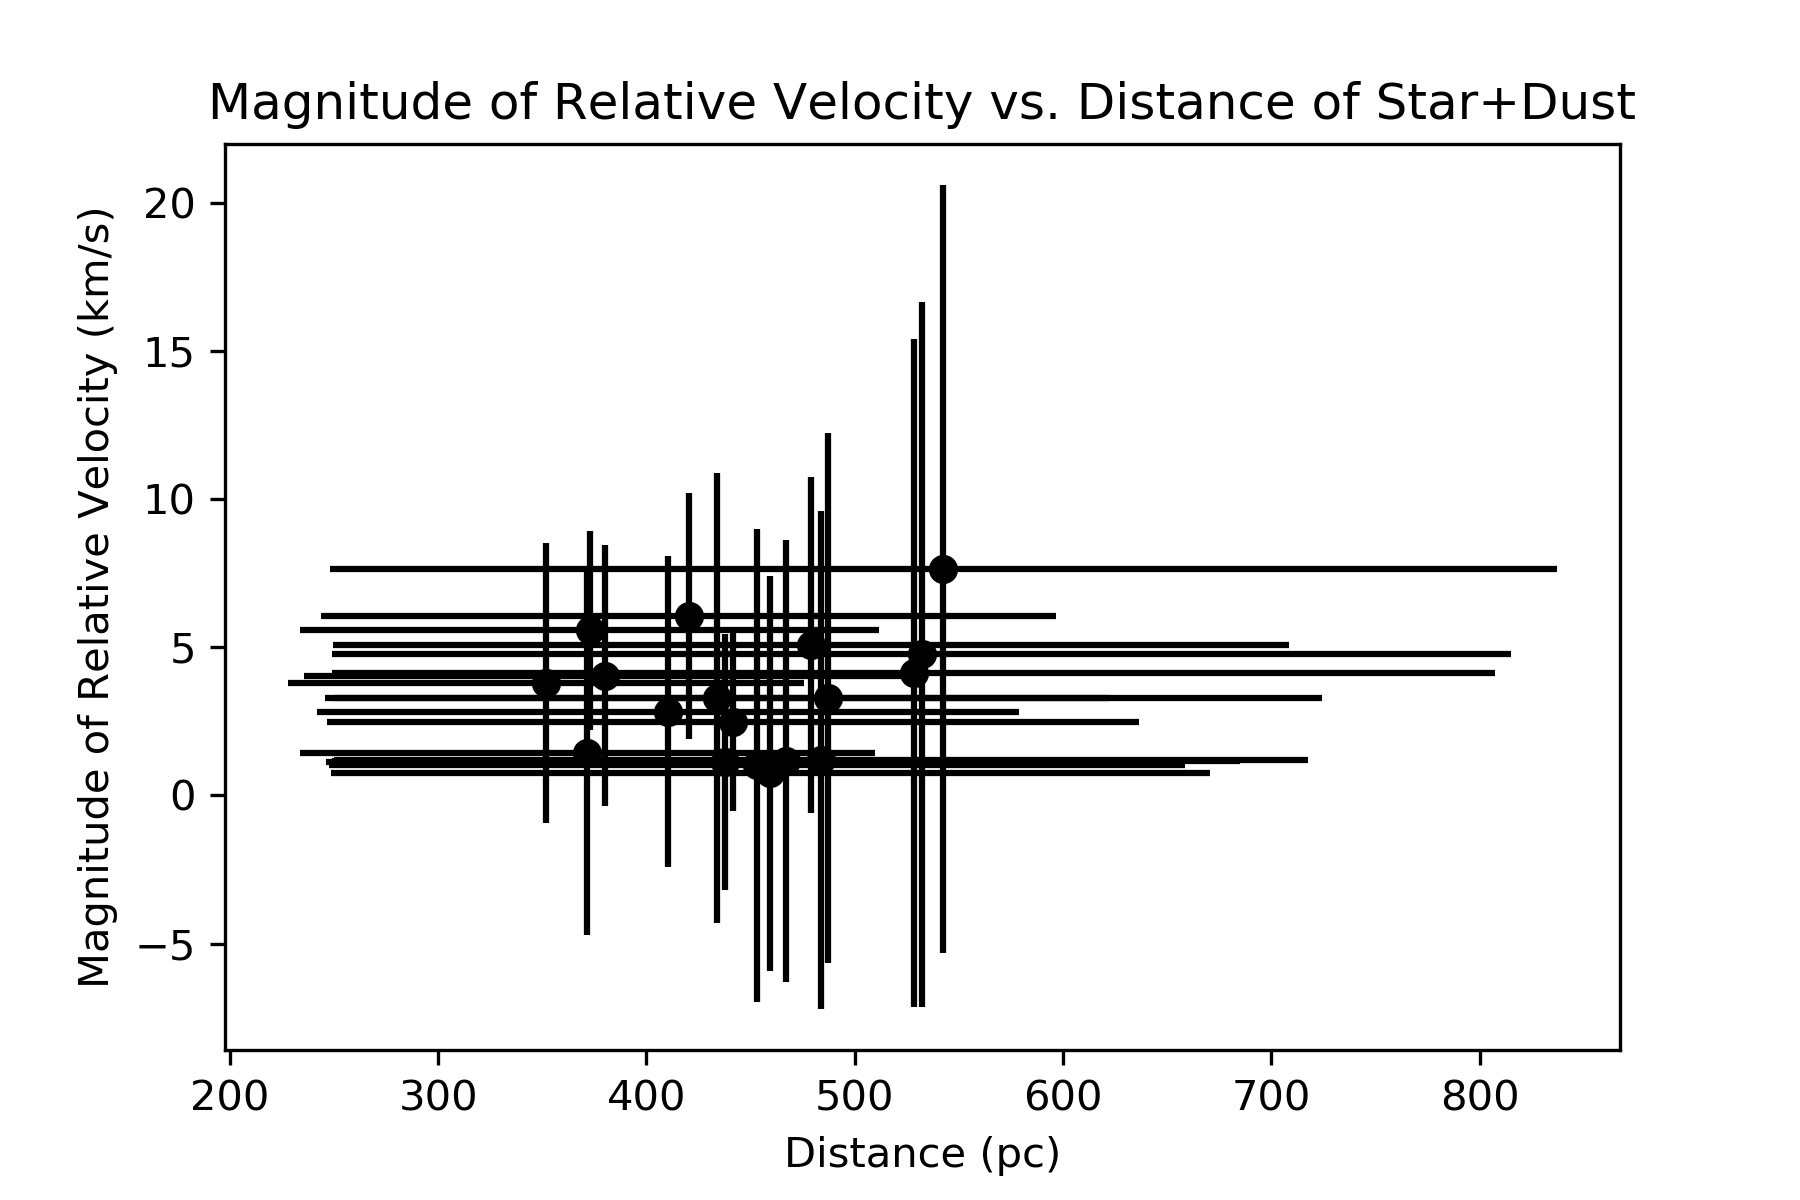 Magnitude of Relative Velocity vs. Distance of Star+Dust
Magnitude of Relative Velocity (km/s)
20
15
10
5
0
−5
200 300 400 500 600 700 800
Distance (pc)